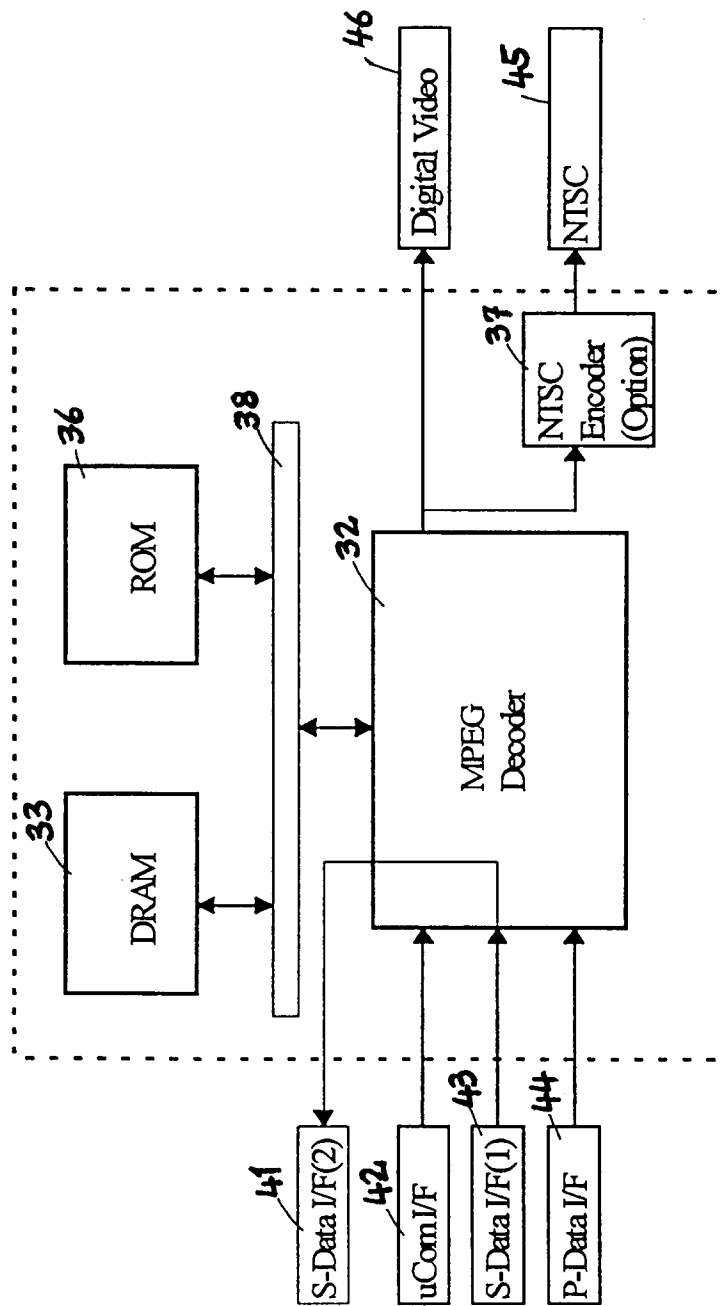 33
DRAM
36
ROM
38
41
S-Data I/F(2)
42
uCom I/F
43
S-Data I/F(1)
44
P-Data I/F
32
MPEG
Decoder
37
NTSC
Encoder
(Option)
46
Digital Video
45
NTSC